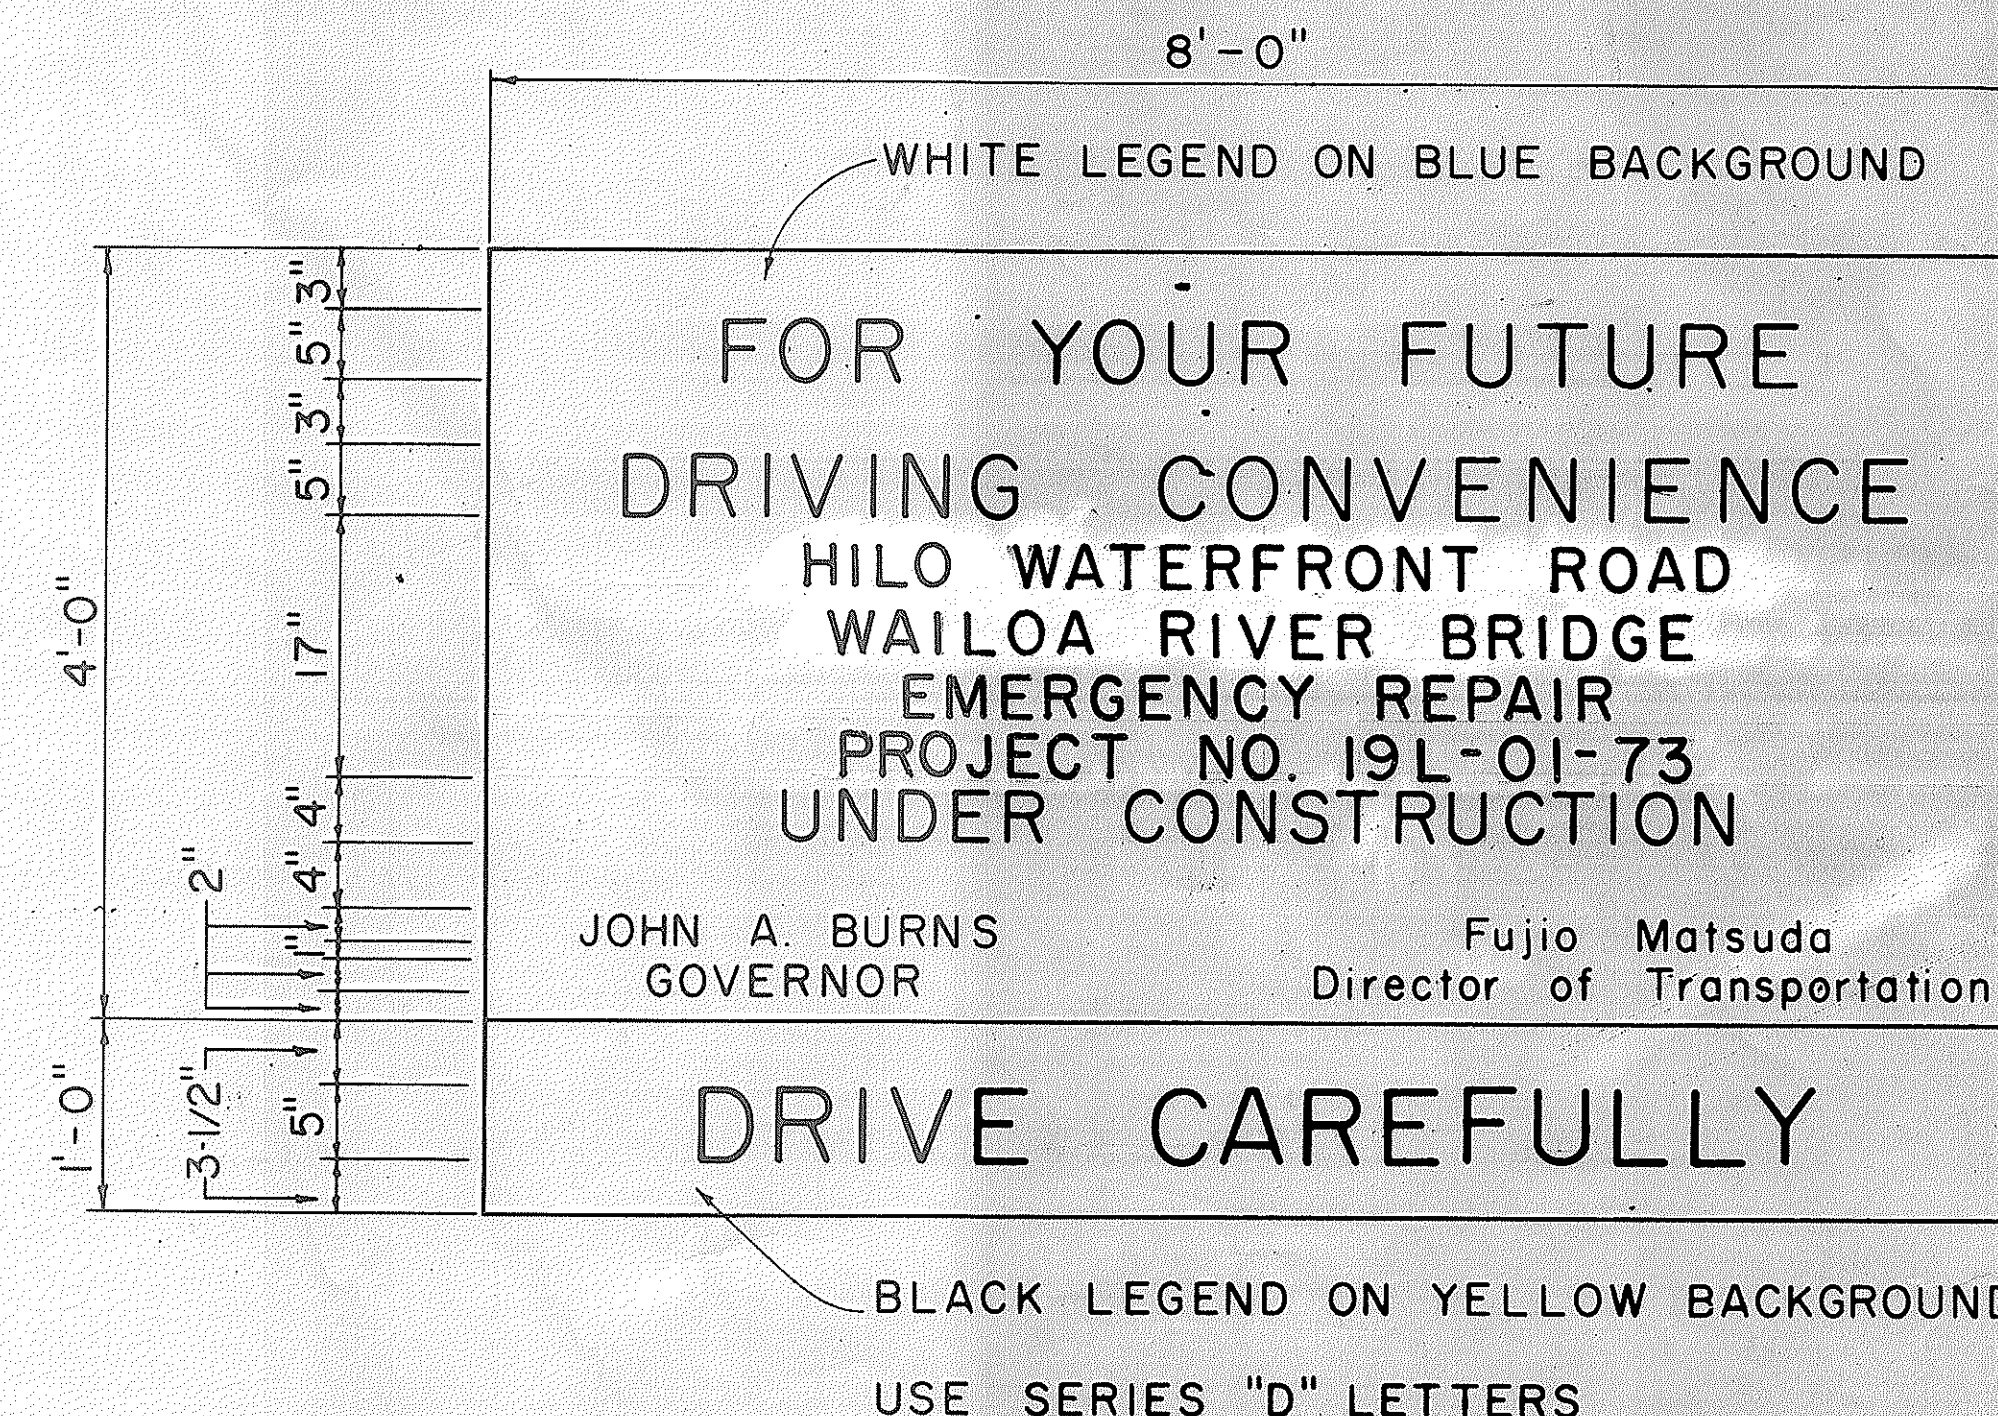 8'-0"
WHITE LEGEND ON BLUE BACKGROUND
3"
5"
3"
5"
17"
4"
4"
2"
1"
4'-0"
FOR YOUR FUTURE
DRIVING CONVENIENCE
HILO WATERFRONT ROAD
WAILOA RIVER BRIDGE
EMERGENCY REPAIR
PROJECT NO. 19L-01-73
UNDER CONSTRUCTION
JOHN A. BURNS
GOVERNOR
Fujio Matsuda
Director of Transportation
1'-0"
3-1/2"
5"
DRIVE CAREFULLY
BLACK LEGEND ON YELLOW BACKGROUND
USE SERIES "D" LETTERS